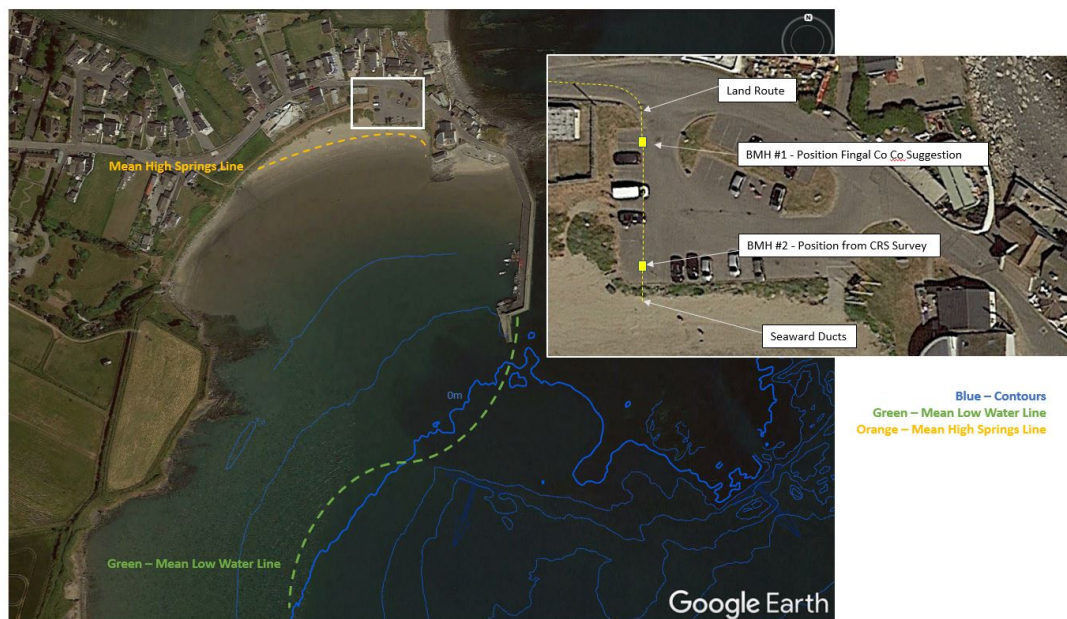 N
Land Route
BMH #1 - Position Fingal Co Co Suggestion
Mean High Springs Line
BMH #2 - Position from CRS Survey
Seaward Ducts
0m
Blue – Contours
Green – Mean Low Water Line
Orange – Mean High Springs Line
Green – Mean Low Water Line
Google Earth